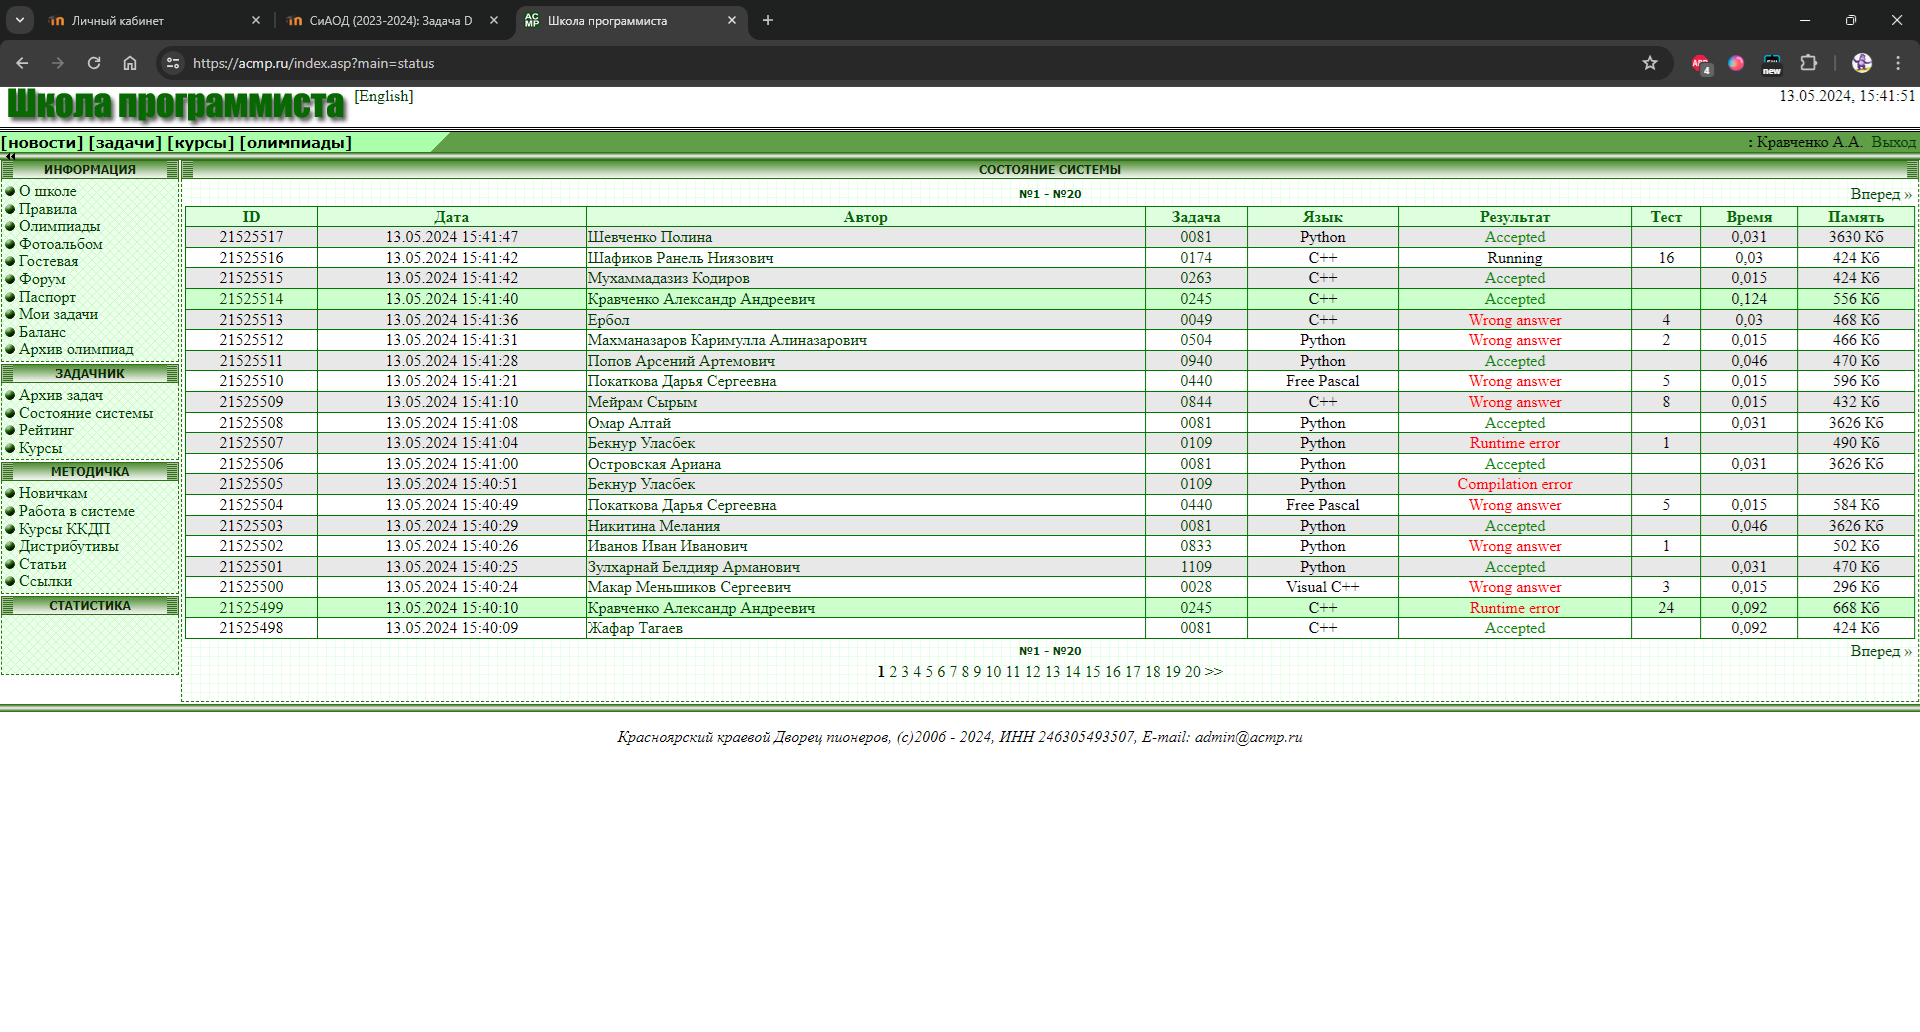 Личный кабинет
СиАОД (2023-2024): Задача D
Школа программиста
https://acmp.ru/index.asp?main=status
4
new
Школа программиста [English] 13.05.2024, 15:41:51
[новости] [задачи] [курсы] [олимпиады] : Кравченко А.А. Выход
ИНФОРМАЦИЯ
О школе
Правила
Олимпиады
Фотоальбом
Гостевая
Форум
Паспорт
Мои задачи
Баланс
Архив олимпиад
ЗАДАЧНИК
Архив задач
Состояние системы
Рейтинг
Курсы
МЕТОДИЧКА
Новичкам
Работа в системе
Курсы ККДП
Дистрибутивы
Статьи
Ссылки
СТАТИСТИКА
СОСТОЯНИЕ СИСТЕМЫ
№1 - №20 Вперед »
ID Дата Автор Задача Язык Результат Тест Время Память
21525517 13.05.2024 15:41:47 Шевченко Полина 0081 Python Accepted 0,031 3630 Кб
21525516 13.05.2024 15:41:42 Шафиков Ранель Ниязович 0174 C++ Running 16 0,03 424 Кб
21525515 13.05.2024 15:41:42 Мухаммадазиз Кодиров 0263 C++ Accepted 0,015 424 Кб
21525514 13.05.2024 15:41:40 Кравченко Александр Андреевич 0245 C++ Accepted 0,124 556 Кб
21525513 13.05.2024 15:41:36 Ербол 0049 C++ Wrong answer 4 0,03 468 Кб
21525512 13.05.2024 15:41:31 Махманазаров Каримулла Алиназарович 0504 Python Wrong answer 2 0,015 466 Кб
21525511 13.05.2024 15:41:28 Попов Арсений Артемович 0940 Python Accepted 0,046 470 Кб
21525510 13.05.2024 15:41:21 Покаткова Дарья Сергеевна 0440 Free Pascal Wrong answer 5 0,015 596 Кб
21525509 13.05.2024 15:41:10 Мейрам Сырым 0844 C++ Wrong answer 8 0,015 432 Кб
21525508 13.05.2024 15:41:08 Омар Алтай 0081 Python Accepted 0,031 3626 Кб
21525507 13.05.2024 15:41:04 Бекнур Уласбек 0109 Python Runtime error 1 490 Кб
21525506 13.05.2024 15:41:00 Островская Ариана 0081 Python Accepted 0,031 3626 Кб
21525505 13.05.2024 15:40:51 Бекнур Уласбек 0109 Python Compilation error
21525504 13.05.2024 15:40:49 Покаткова Дарья Сергеевна 0440 Free Pascal Wrong answer 5 0,015 584 Кб
21525503 13.05.2024 15:40:29 Никитина Мелания 0081 Python Accepted 0,046 3626 Кб
21525502 13.05.2024 15:40:26 Иванов Иван Иванович 0833 Python Wrong answer 1 502 Кб
21525501 13.05.2024 15:40:25 Зулхарнай Белдияр Арманович 1109 Python Accepted 0,031 470 Кб
21525500 13.05.2024 15:40:24 Макар Меньшиков Сергеевич 0028 Visual C++ Wrong answer 3 0,015 296 Кб
21525499 13.05.2024 15:40:10 Кравченко Александр Андреевич 0245 C++ Runtime error 24 0,092 668 Кб
21525498 13.05.2024 15:40:09 Жафар Тагаев 0081 C++ Accepted 0,092 424 Кб
№1 - №20 Вперед »
1 2 3 4 5 6 7 8 9 10 11 12 13 14 15 16 17 18 19 20 >>
Красноярский краевой Дворец пионеров, (c)2006 - 2024, ИНН 246305493507, E-mail: admin@acmp.ru